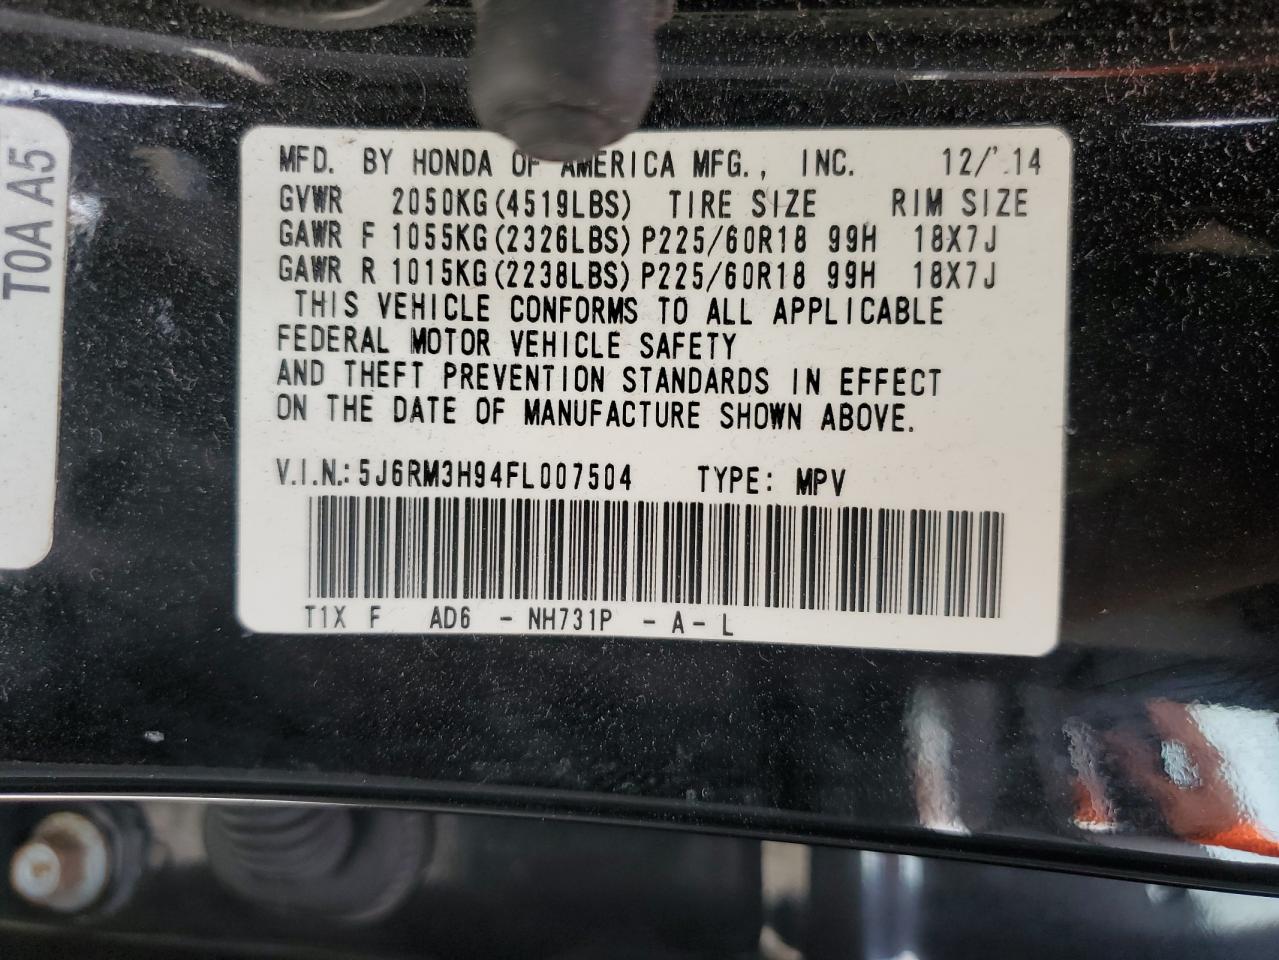 MFD. BY HONDA OF AMERICA MFG., INC. 12/14
GVWR 2050KG(4519LBS) TIRE SIZE RIM SIZE
GAWR F 1055KG(2326LBS) P225/60R18 99H 18X7J
GAWR R 1015KG(2238LBS) P225/60R18 99H 18X7J
THIS VEHICLE CONFORMS TO ALL APPLICABLE
FEDERAL MOTOR VEHICLE SAFETY
AND THEFT PREVENTION STANDARDS IN EFFECT
ON THE DATE OF MANUFACTURE SHOWN ABOVE.
V.I.N.: 5J6RM3H94FL007504 TYPE: MPV
T1X F AD6 - NH731P - A - L
T0A A5